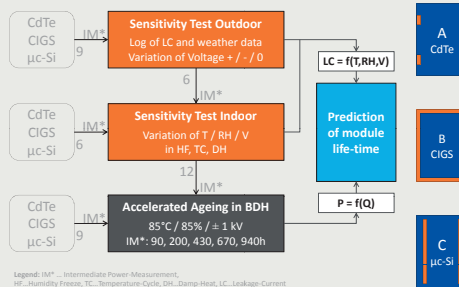 CdTe
CIGS
µc-Si
IM*
9
Sensitivity Test Outdoor
Log of LC and weather data
Variation of Voltage + / - / 0
6
IM*
LC = f(T,RH,V)
A
CdTe
CdTe
CIGS
µc-Si
IM*
6
Sensitivity Test Indoor
Variation of T / RH / V
in HF, TC, DH
12
IM*
Prediction
of module
life-time
B
CIGS
CdTe
CIGS
µc-Si
IM*
9
Accelerated Ageing in BDH
85°C / 85% / ± 1 kV
IM*: 90, 200, 430, 670, 940h
P = f(Q)
C
µc-Si
Legend: IM* ... Intermediate Power-Measurement,
HF...Humidity Freeze, TC...Temperature-Cycle, DH...Damp-Heat, LC...Leakage-Current